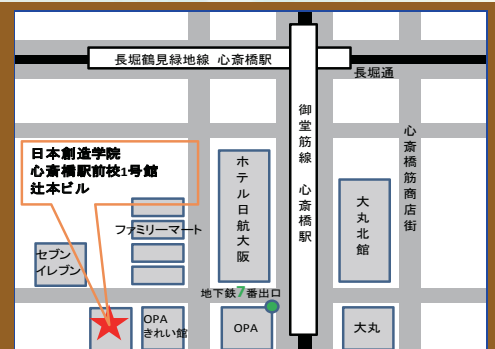 長堀鶴見緑地線 心斎橋駅
長堀通
御堂筋線 心斎橋駅
心斎橋筋商店街
日本創造学院
心斎橋駅前校1号館
辻本ビル
ホテル日航大阪
大丸北館
ファミリーマート
セブン
イレブン
地下鉄7番出口
OPA
きれい館
OPA
大丸